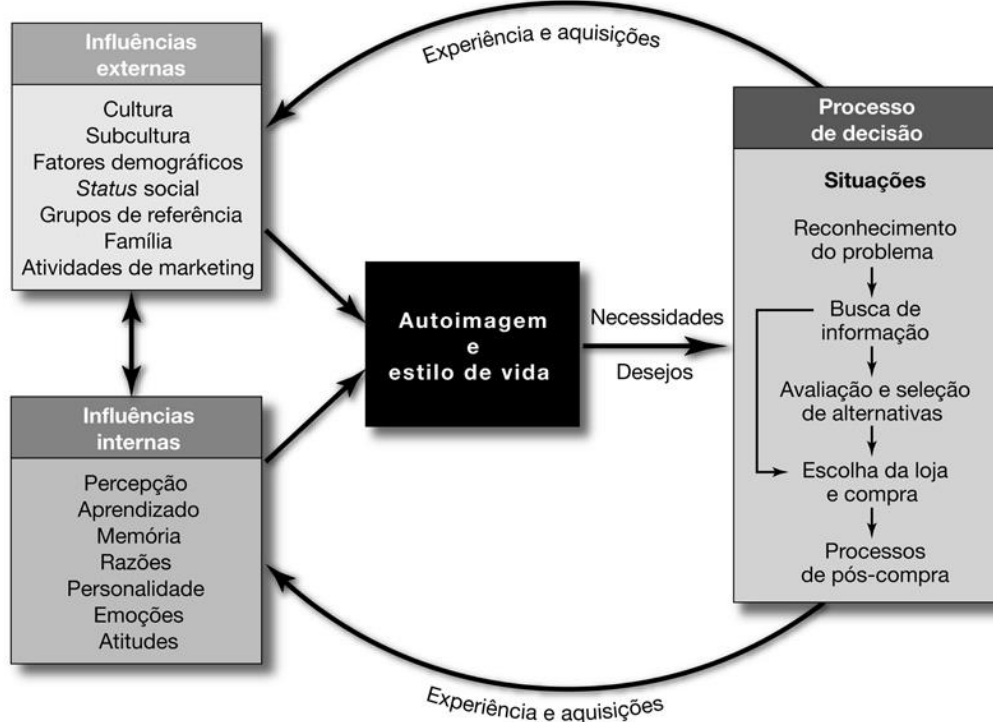 Experiência e aquisições
Influências
externas
Cultura
Subcultura
Fatores demográficos
Status social
Grupos de referência
Família
Atividades de marketing
Influências
internas
Percepção
Aprendizado
Memória
Razões
Personalidade
Emoções
Atitudes
Autoimagem
e
estilo de vida
Necessidades
Desejos
Processo
de decisão
Situações
Reconhecimento
do problema
Busca de
informação
Avaliação e seleção
de alternativas
Escolha da loja
e compra
Processos
de pós-compra
Experiência e aquisições